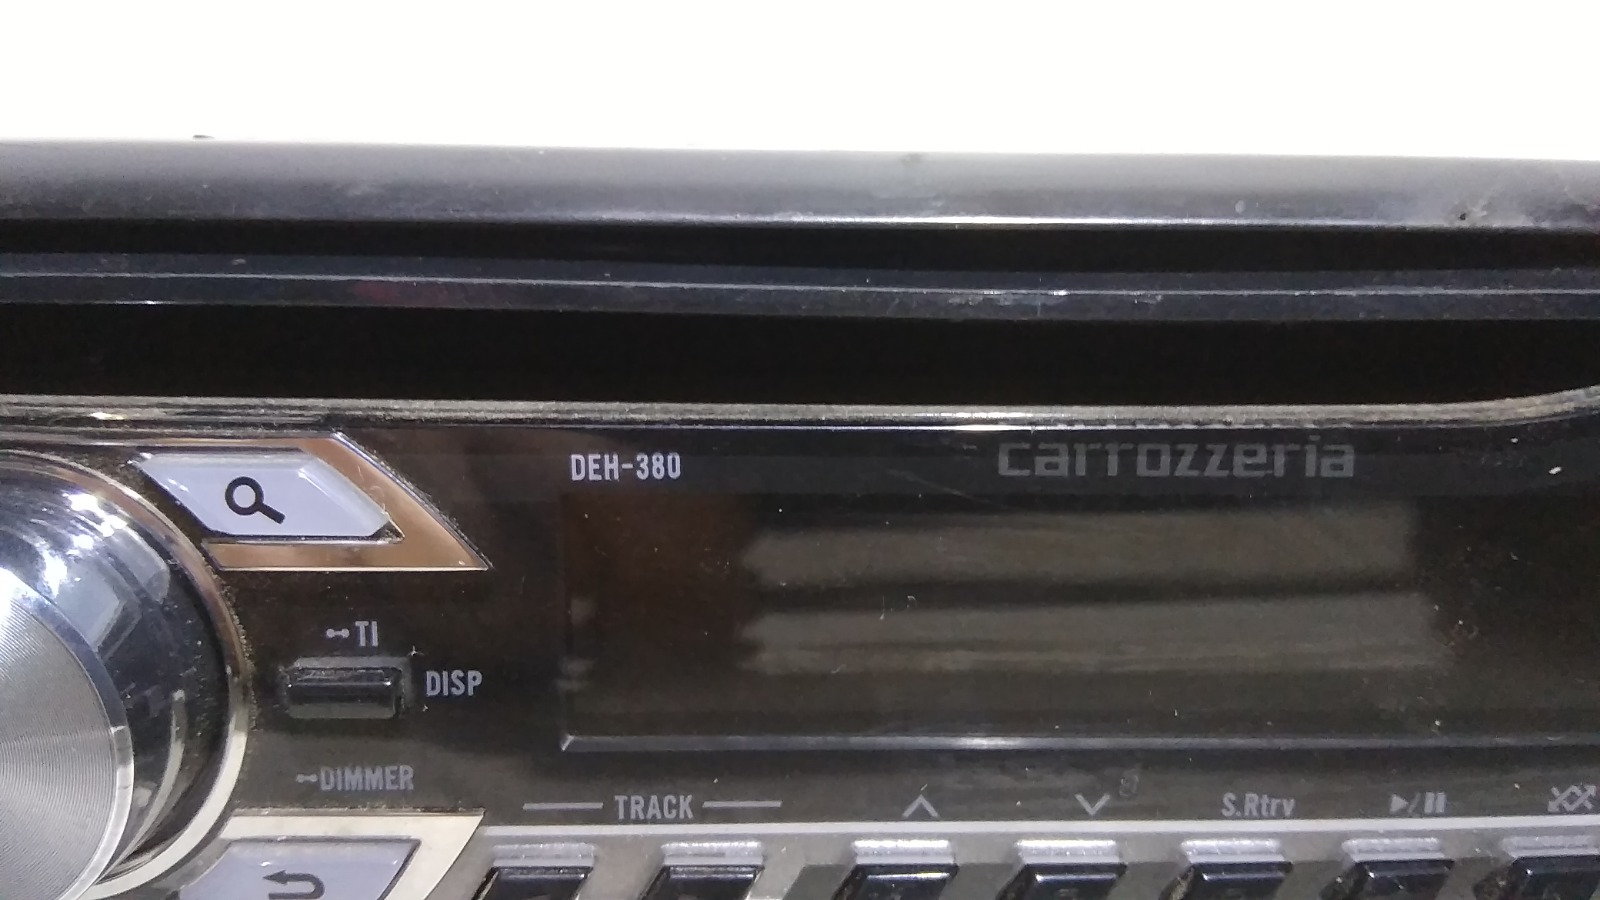 DEH-380
carrozzeria
TI
DISP
DIMMER
TRACK
S.Rtrv